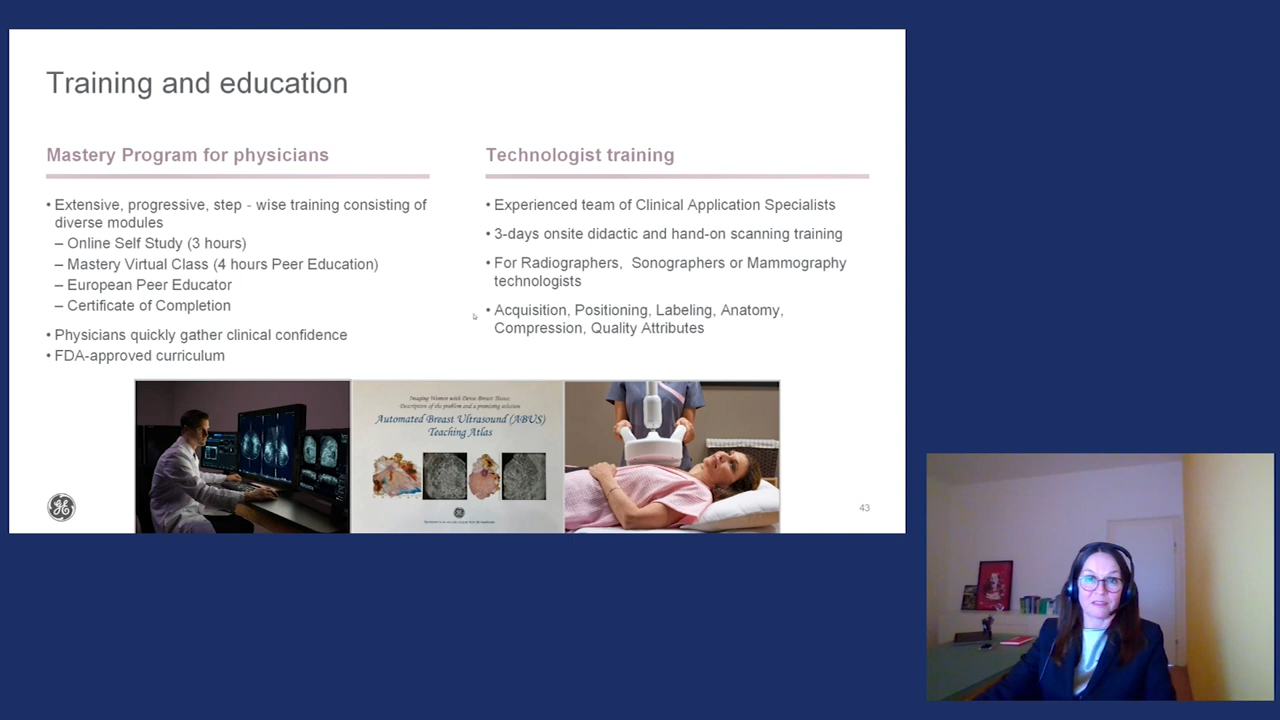 Training and education
Mastery Program for physicians
• Extensive, progressive, step - wise training consisting of
diverse modules
– Online Self Study (3 hours)
– Mastery Virtual Class (4 hours Peer Education)
– European Peer Educator
– Certificate of Completion
• Physicians quickly gather clinical confidence
• FDA-approved curriculum
Technologist training
• Experienced team of Clinical Application Specialists
• 3-days onsite didactic and hand-on scanning training
• For Radiographers,  Sonographers or Mammography
technologists
• Acquisition, Positioning, Labeling, Anatomy,
Compression, Quality Attributes
Imaging Women with Dense Breast Tissue
Description of the problem and a promising solution
Automated Breast Ultrasound (ABUS)
Teaching Atlas
GE
43